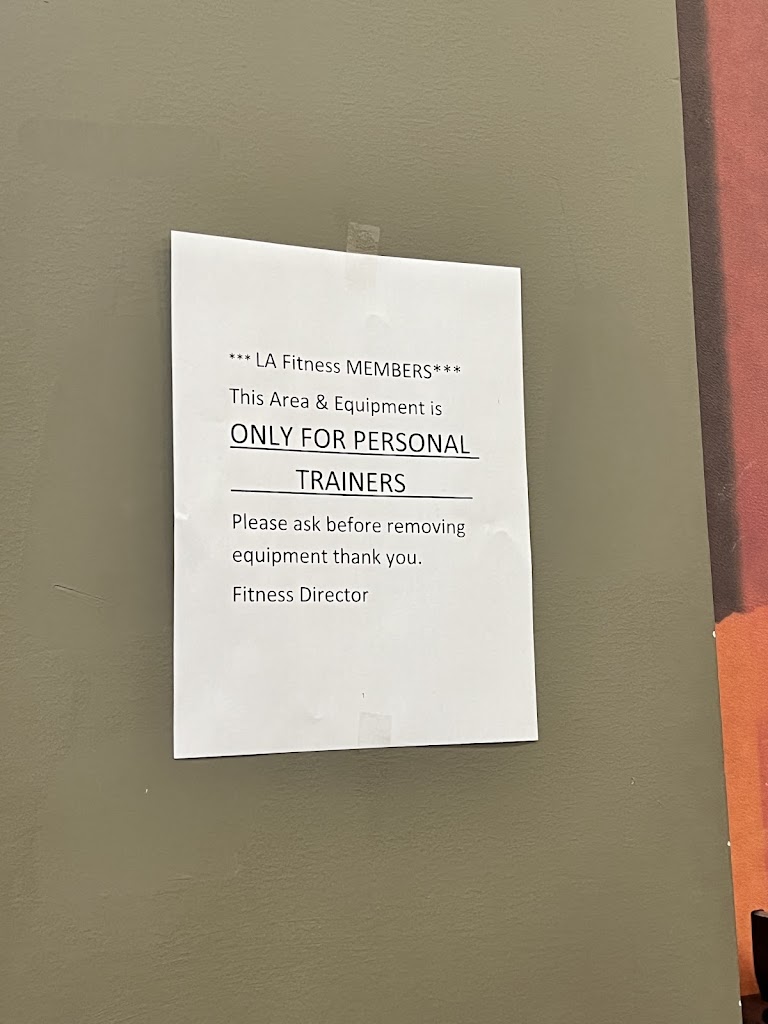 *** LA Fitness MEMBERS***
This Area & Equipment is
ONLY FOR PERSONAL
TRAINERS
Please ask before removing
equipment thank you.
Fitness Director